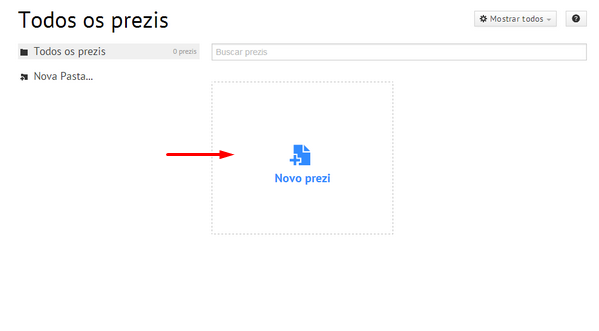 Todos os prezis
Mostrar todos
?
Todos os prezis 0 prezis
Buscar prezis
Nova Pasta...
Novo prezi